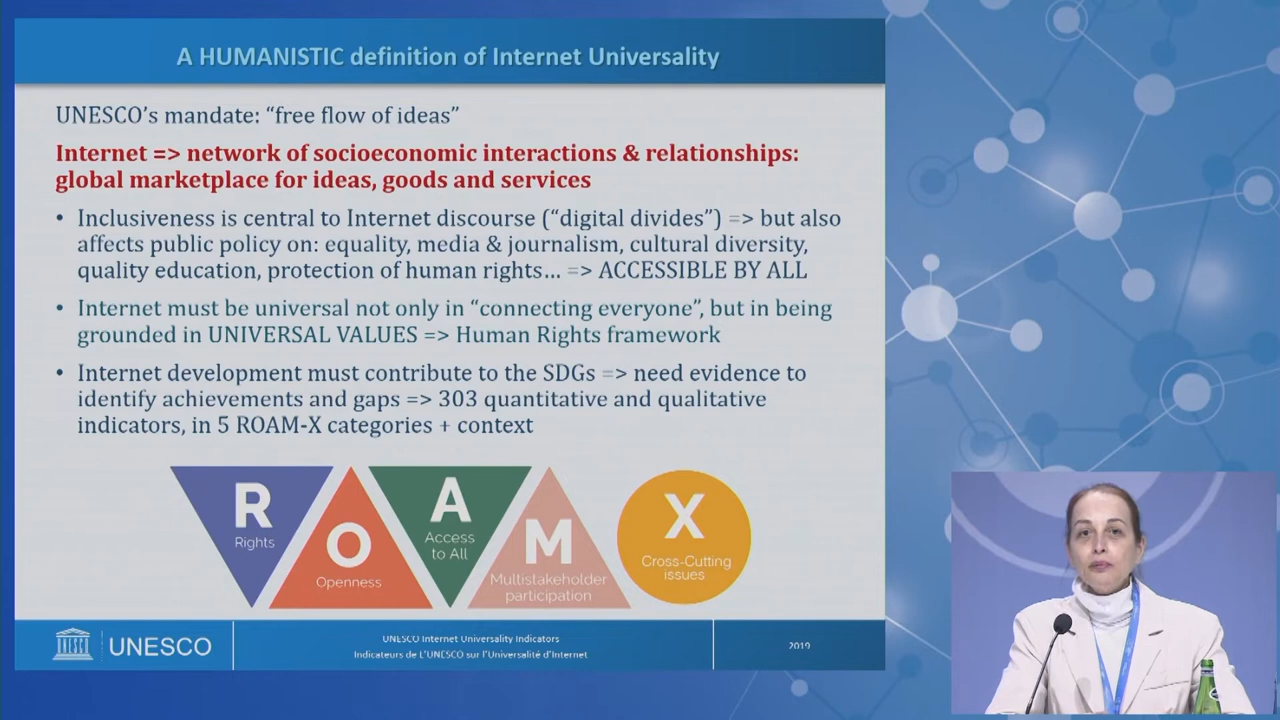 A HUMANISTIC definition of Internet Universality
UNESCO's mandate: “free flow of ideas”
Internet => network of socioeconomic interactions & relationships:
global marketplace for ideas, goods and services
• Inclusiveness is central to Internet discourse (“digital divides”) => but also
affects public policy on: equality, media & journalism, cultural diversity,
quality education, protection of human rights... => ACCESSIBLE BY ALL
• Internet must be universal not only in “connecting everyone”, but in being
grounded in UNIVERSAL VALUES => Human Rights framework
• Internet development must contribute to the SDGs => need evidence to
identify achievements and gaps => 303 quantitative and qualitative
indicators, in 5 ROAM-X categories + context
R
Rights
O
Openness
A
Access
to All
M
Multistakeholder
participation
X
Cross-Cutting
issues
UNESCO
UNESCO
UNESCO Internet Universality Indicators
Indicateurs de L'UNESCO sur l'Universalité d'Internet
2019